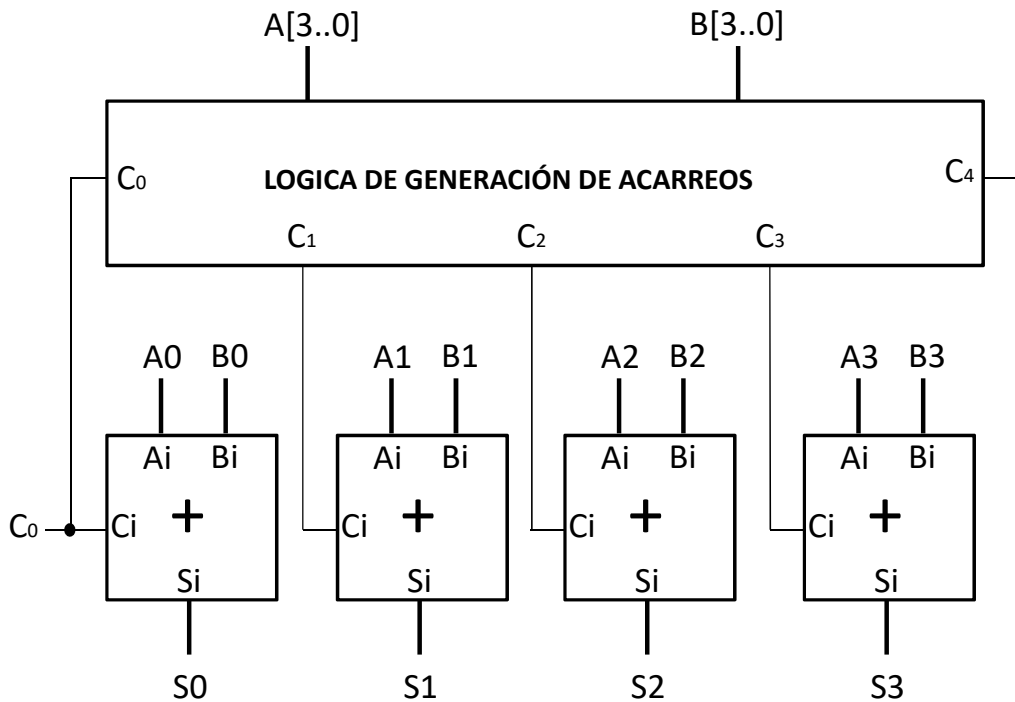 A[3..0] B[3..0]
C0 LOGICA DE GENERACIÓN DE ACARREOS C4
C1 C2 C3
A0 B0 A1 B1 A2 B2 A3 B3
Ai Bi Ai Bi Ai Bi Ai Bi
C0 Ci + Ci + Ci + Ci +
Si Si Si Si
S0 S1 S2 S3